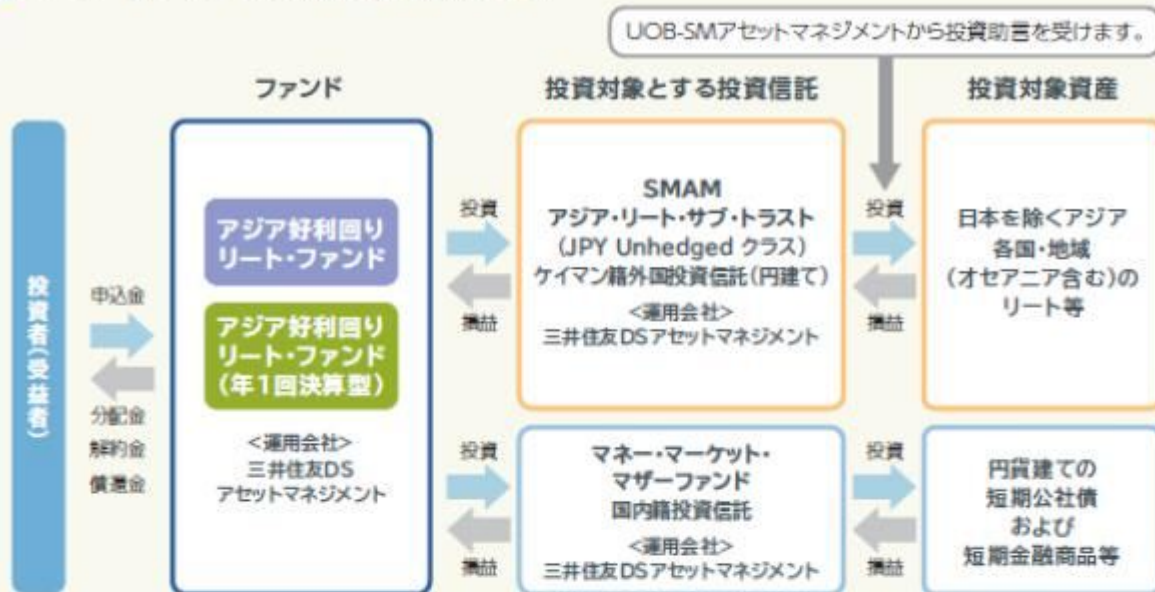 UOB-SMアセットマネジメントから投資助言を受けます。
ファンド
投資対象とする投資信託
投資対象資産
投資者(受益者)
申込金
分配金
解約金
償還金
アジア好利回り
リート・ファンド
アジア好利回り
リート・ファンド
(年1回決算型)
<運用会社>
三井住友DS
アセットマネジメント
投資
損益
SMAM
アジア・リート・サブ・トラスト
(JPY Unhedged クラス)
ケイマン籍外国投資信託(円建て)
<運用会社>
三井住友DSアセットマネジメント
投資
損益
日本を除くアジア
各国・地域
(オセアニア含む)の
リート等
投資
損益
マネー・マーケット・
マザーファンド
国内籍投資信託
<運用会社>
三井住友DSアセットマネジメント
投資
損益
円貨建ての
短期公社債
および
短期金融商品等